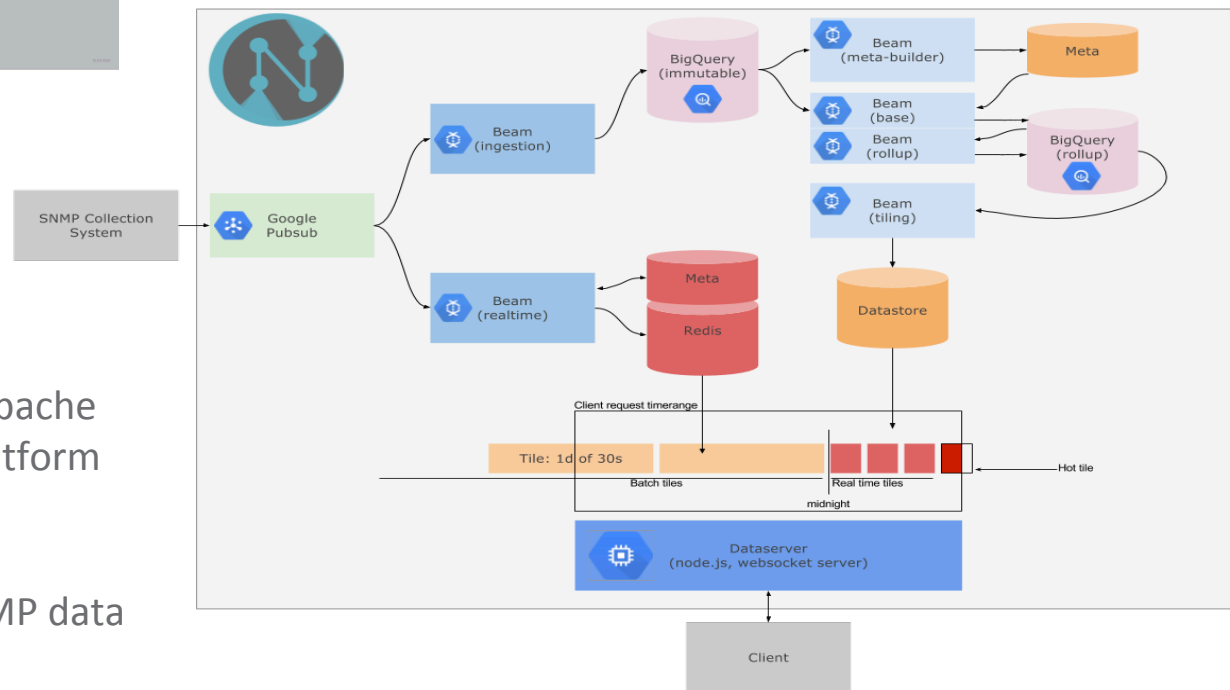 BigQuery
(immutable)
Beam
(meta-builder)
Meta
Beam
(base)
Beam
(rollup)
BigQuery
(rollup)
Beam
(ingestion)
SNMP Collection
System
Google
Pubsub
Beam
(tiling)
Beam
(realtime)
Meta
Redis
Datastore
pache
tform
MP data
Client request timerange
Tile: 1d of 30s
Batch tiles
Real time tiles
Hot tile
midnight
Dataserver
(node.js, websocket server)
Client